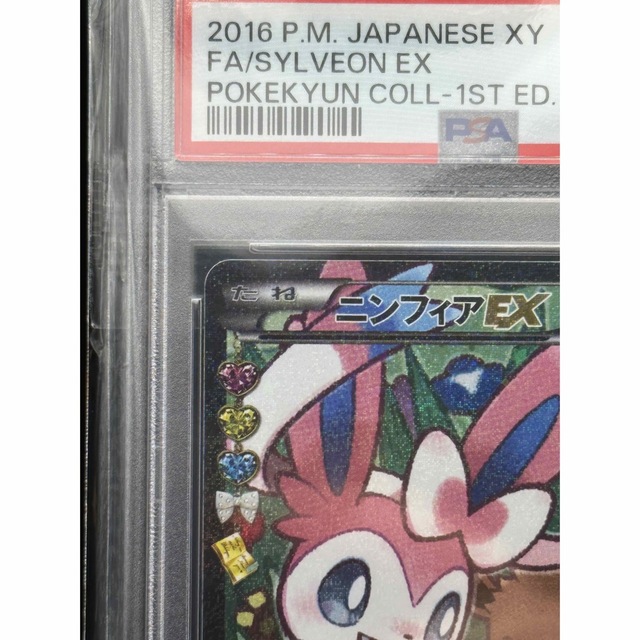 2016 P.M. JAPANESE XY
FA/SYLVEON EX
POKEKYUN COLL-1ST ED.
PSA
たね
ニンフィアEX